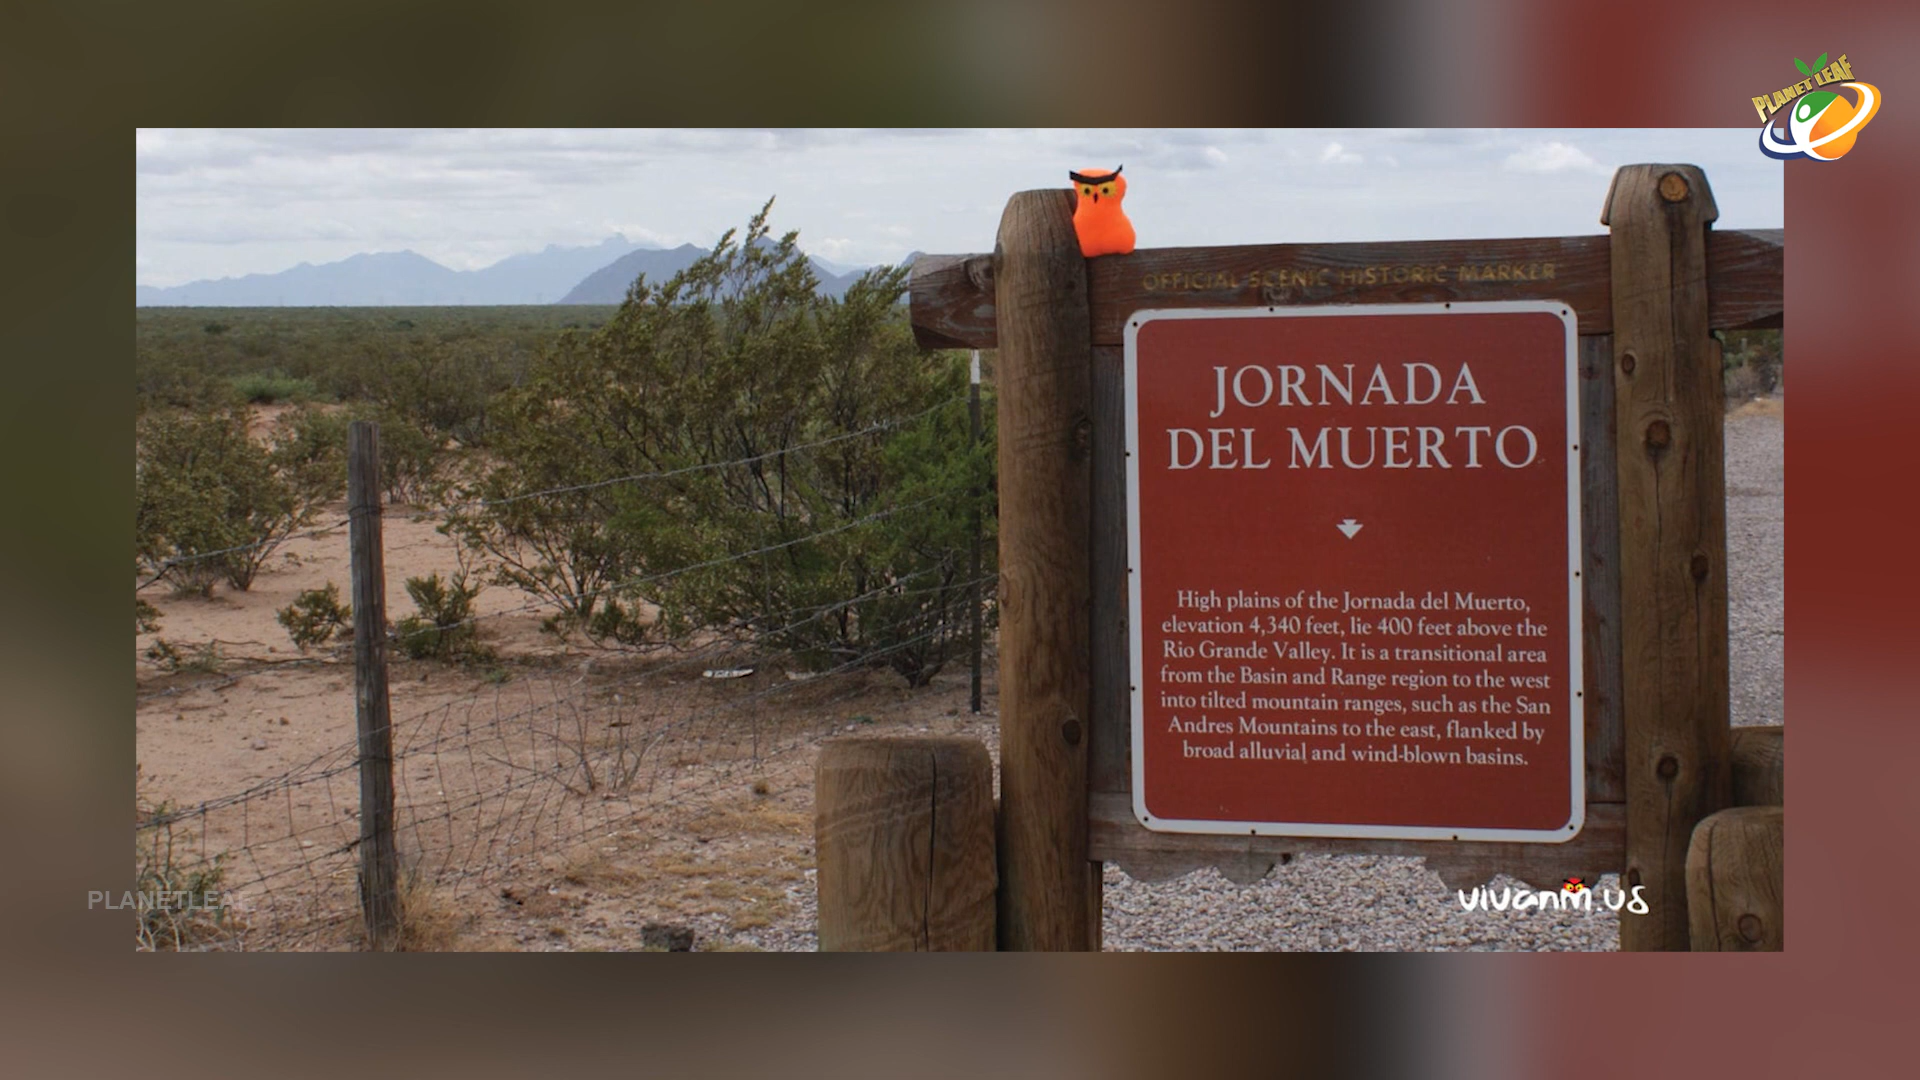 PLANET LEAF
OFFICIAL SCENIC HISTORIC MARKER
JORNADA
DEL MUERTO
High plains of the Jornada del Muerto,
elevation 4,340 feet, lie 400 feet above the
Rio Grande Valley. It is a transitional area
from the Basin and Range region to the west
into tilted mountain ranges, such as the San
Andres Mountains to the east, flanked by
broad alluvial and wind-blown basins.
PLANETLEAF
vivanm.us